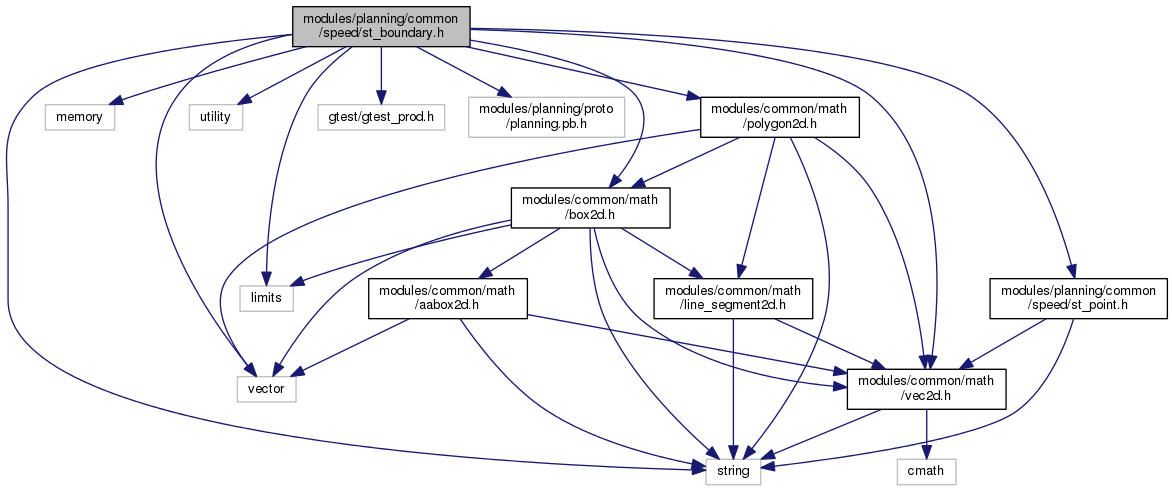 modules/planning/common
/speed/st_boundary.h
memory
utility
gtest/gtest_prod.h
modules/planning/proto
/planning.pb.h
modules/common/math
/polygon2d.h
modules/common/math
/box2d.h
limits
modules/common/math
/aabox2d.h
modules/common/math
/line_segment2d.h
modules/planning/common
/speed/st_point.h
vector
modules/common/math
/vec2d.h
string
cmath